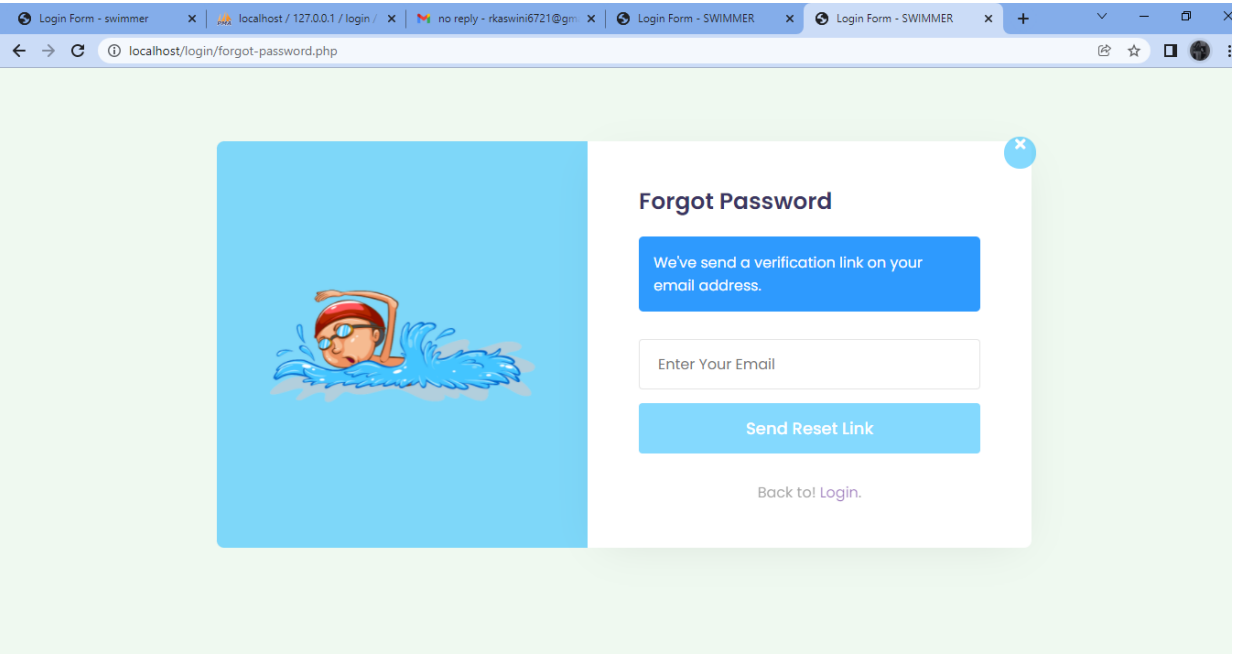 Login Form - swimmer
localhost / 127.0.0.1 / login /
no reply - rkaswini6721@gm
Login Form - SWIMMER
Login Form - SWIMMER
localhost/login/forgot-password.php
Forgot Password
We've send a verification link on your
email address.
Enter Your Email
Send Reset Link
Back to! Login.